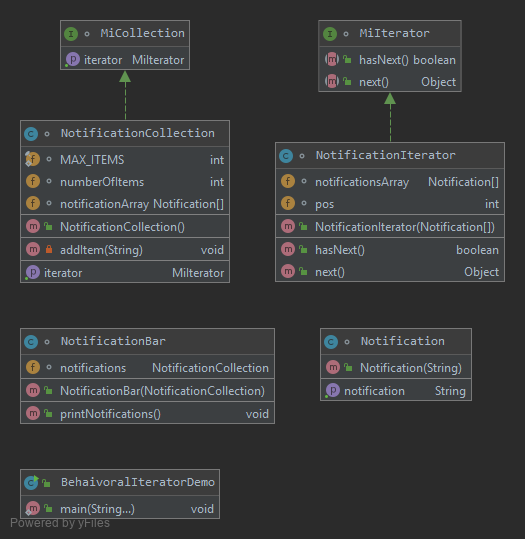 MiCollection
iterator MiIterator
MiIterator
hasNext() boolean
next() Object
NotificationCollection
MAX_ITEMS int
numberOfItems int
notificationArray Notification[]
NotificationCollection()
addItem(String) void
iterator MiIterator
NotificationIterator
notificationsArray Notification[]
pos int
NotificationIterator(Notification[])
hasNext() boolean
next() Object
NotificationBar
notifications NotificationCollection
NotificationBar(NotificationCollection)
printNotifications() void
Notification
Notification(String)
notification String
BehaivoralIteratorDemo
main(String...) void
Powered by yFiles